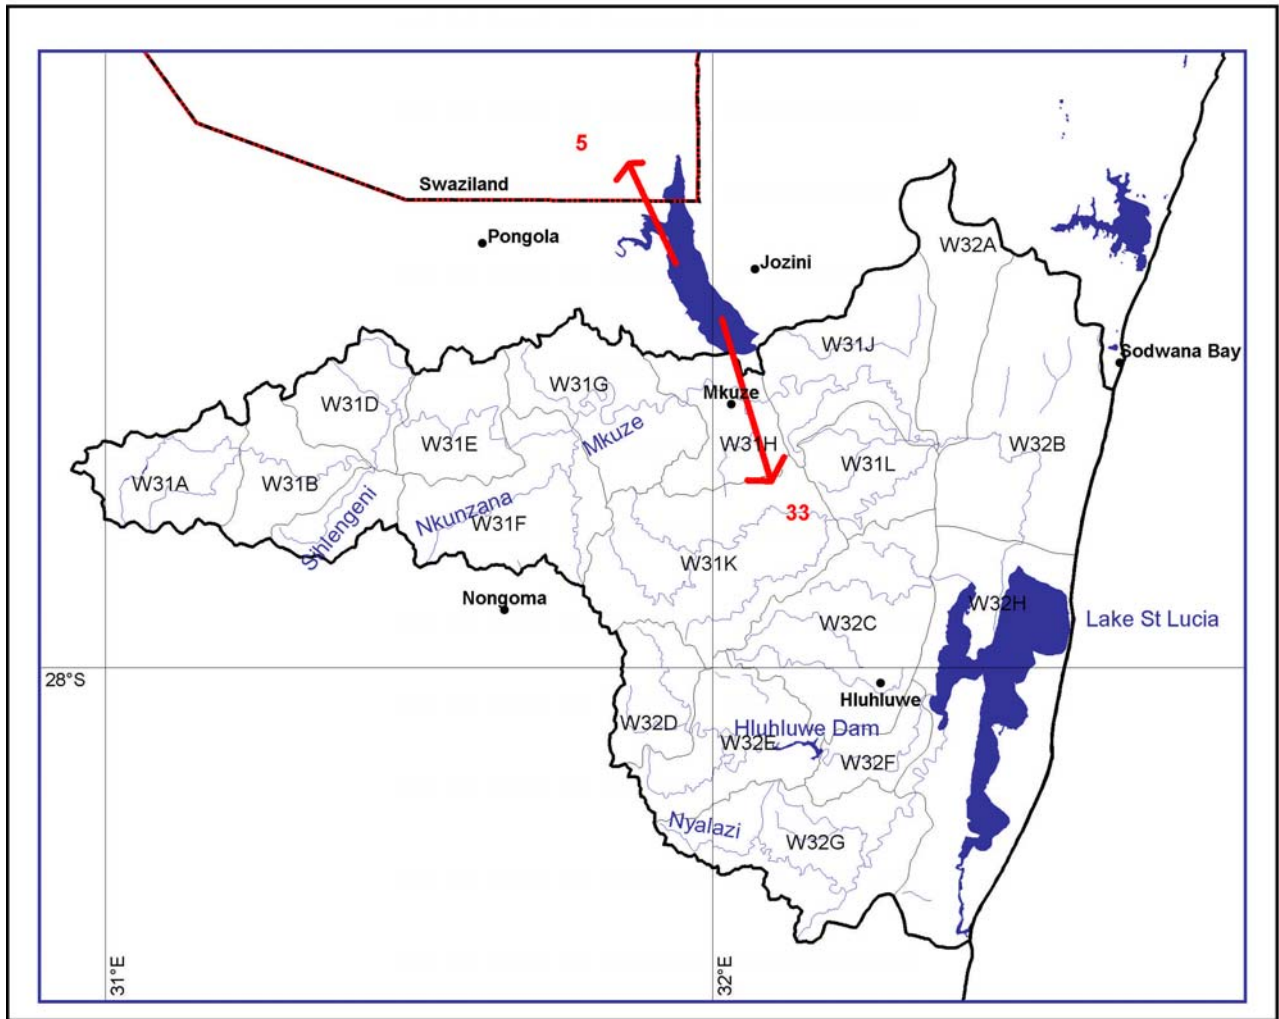 5
Swaziland
Pongola
W32A
Jozini
W31J
Sodwana Bay
W31G
W31D
Mkuze
Mkuze
W31E
W31H
W32B
W31L
W31A
W31B
33
Nkunzana
W31F
Sihlengeni
W31K
Nongoma
W32H
Lake St Lucia
W32C
28°S
Hluhluwe
W32D
Hluhluwe Dam
W32E
W32F
Nyalazi
W32G
31°E
32°E